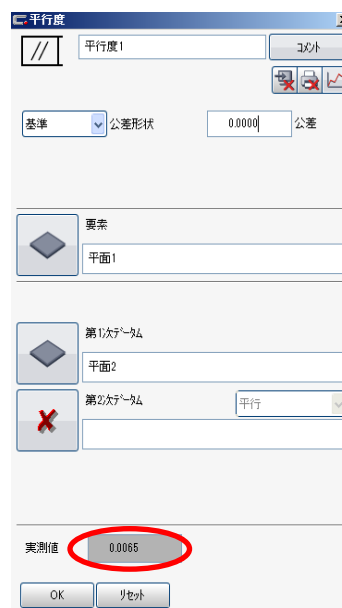 平行度
平行度1
コメント
基準
公差形状
0.0000
公差
要素
平面1
第1次データム
平面2
第2次データム
平行
実測値
0.0065
OK
リセット